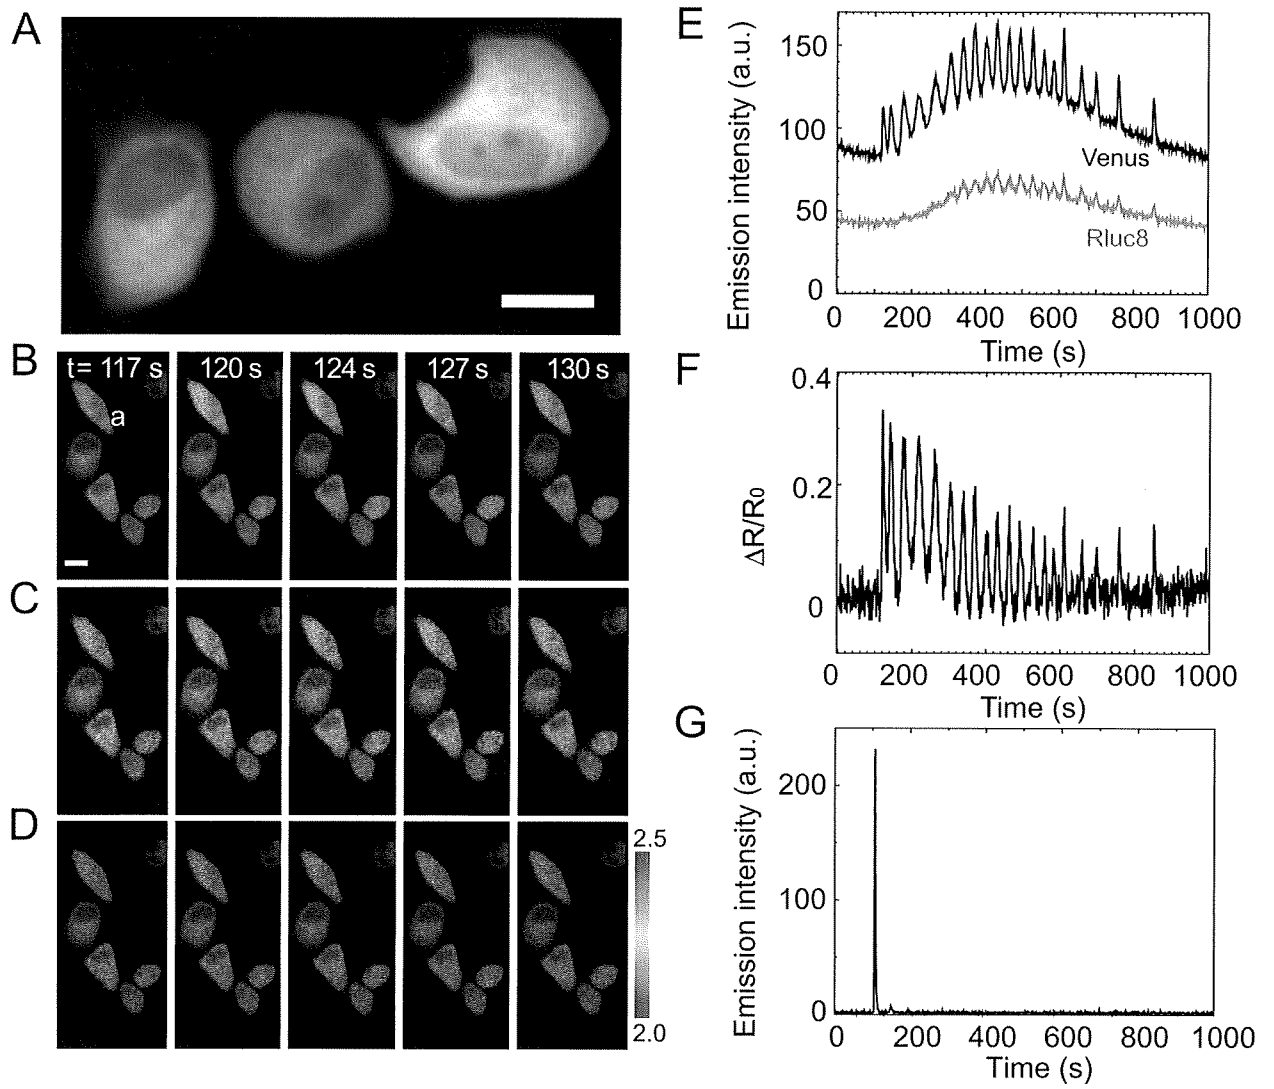 A
B
t= 117 s
120 s
124 s
127 s
130 s
a
C
D
2.5
2.0
E
Emission intensity (a.u.)
150
100
50
0
Venus
Rluc8
0 200 400 600 800 1000
Time (s)
F
ΔR/R0
0.4
0.2
0
0 200 400 600 800 1000
Time (s)
G
Emission intensity (a.u.)
200
100
0
0 200 400 600 800 1000
Time (s)